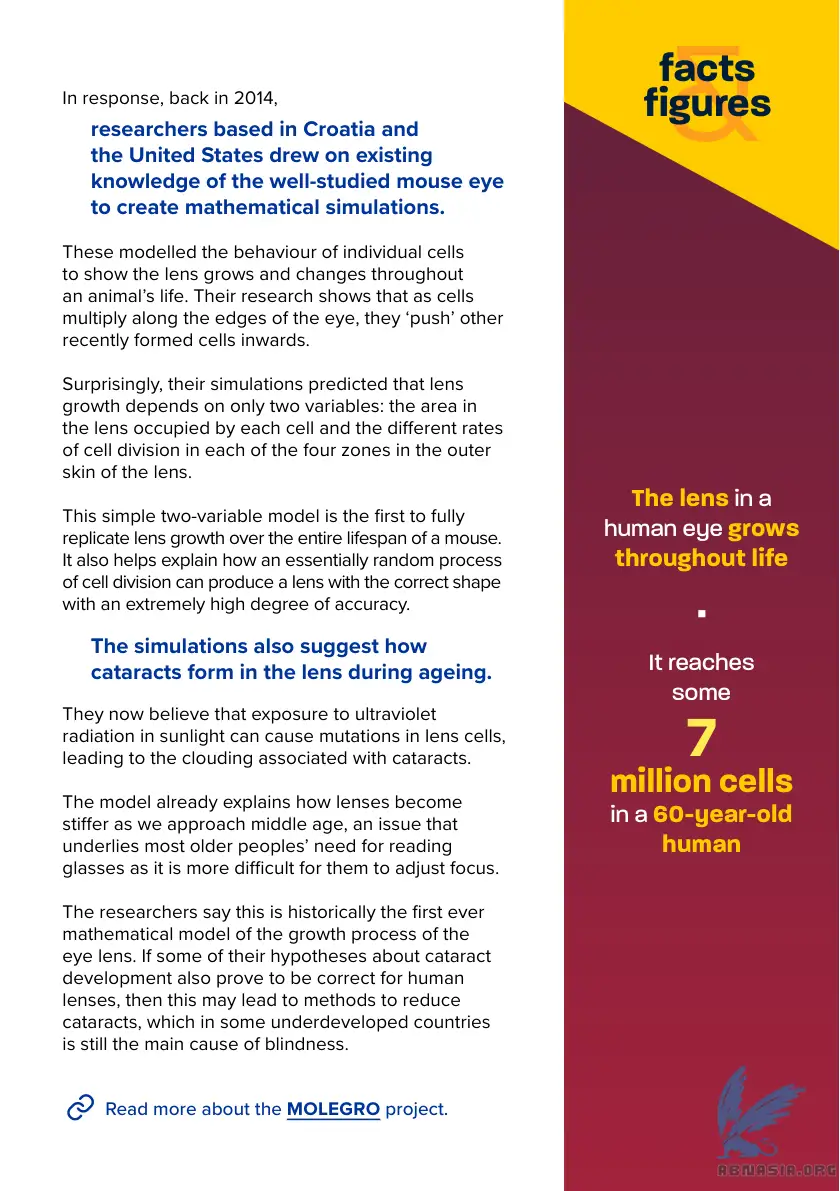 In response, back in 2014,
researchers based in Croatia and
the United States drew on existing
knowledge of the well-studied mouse eye
to create mathematical simulations.
These modelled the behaviour of individual cells
to show the lens grows and changes throughout
an animal’s life. Their research shows that as cells
multiply along the edges of the eye, they ‘push’ other
recently formed cells inwards.
Surprisingly, their simulations predicted that lens
growth depends on only two variables: the area in
the lens occupied by each cell and the different rates
of cell division in each of the four zones in the outer
skin of the lens.
This simple two-variable model is the first to fully
replicate lens growth over the entire lifespan of a mouse.
It also helps explain how an essentially random process
of cell division can produce a lens with the correct shape
with an extremely high degree of accuracy.
The simulations also suggest how
cataracts form in the lens during ageing.
They now believe that exposure to ultraviolet
radiation in sunlight can cause mutations in lens cells,
leading to the clouding associated with cataracts.
The model already explains how lenses become
stiffer as we approach middle age, an issue that
underlies most older peoples’ need for reading
glasses as it is more difficult for them to adjust focus.
The researchers say this is historically the first ever
mathematical model of the growth process of the
eye lens. If some of their hypotheses about cataract
development also prove to be correct for human
lenses, then this may lead to methods to reduce
cataracts, which in some underdeveloped countries
is still the main cause of blindness.
Read more about the MOLEGRO project.
facts
&
figures
The lens in a
human eye grows
throughout life
It reaches
some
7
million cells
in a 60-year-old
human
RBNASIR.ORG